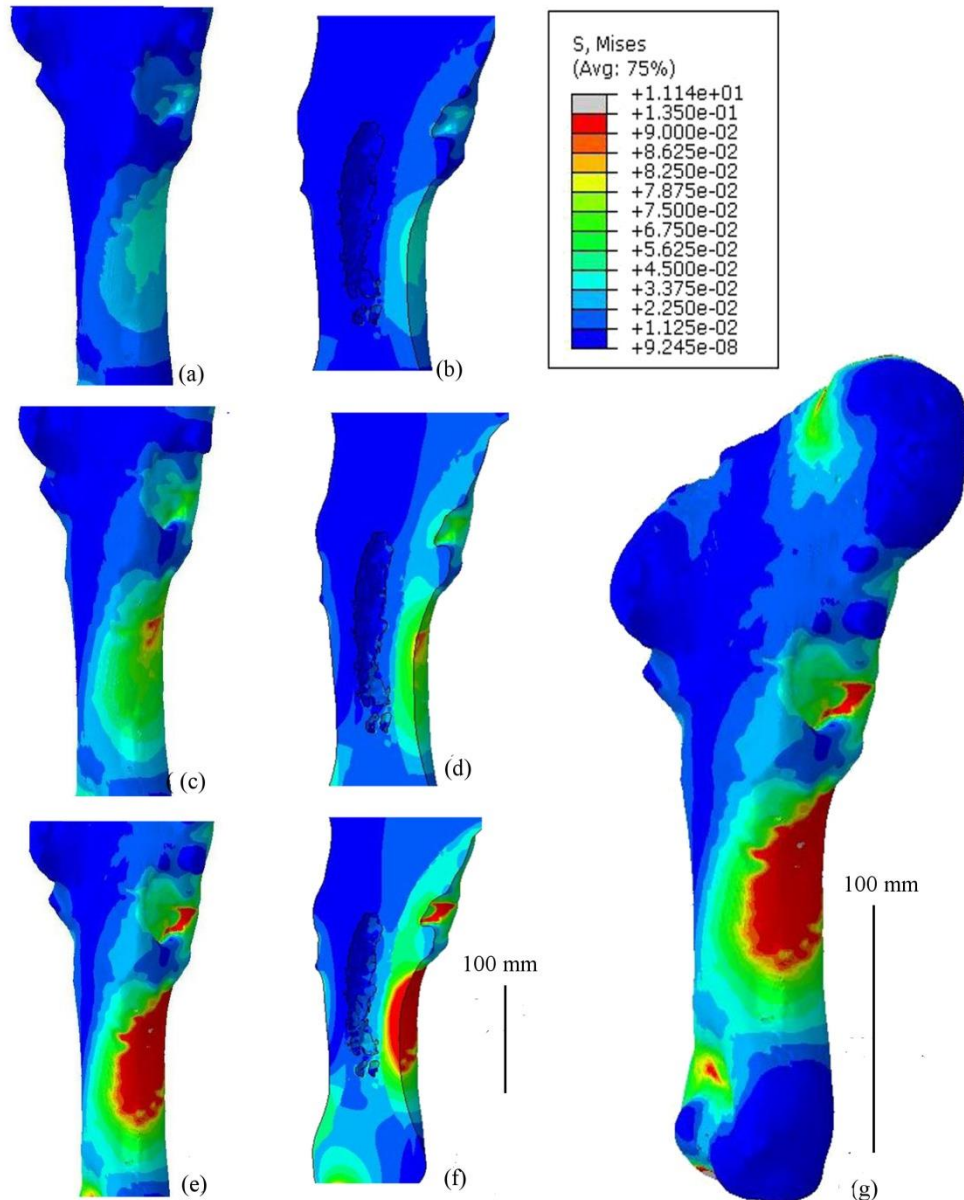 S, Mises
(Avg: 75%)
+1.114e+01
+1.350e-01
+9.000e-02
+8.625e-02
+8.250e-02
+7.875e-02
+7.500e-02
+6.750e-02
+5.625e-02
+4.500e-02
+3.375e-02
+2.250e-02
+1.125e-02
+9.245e-08
(a)
(b)
( (c)
(d)
(e)
(f)
100 mm
100 mm
(g)